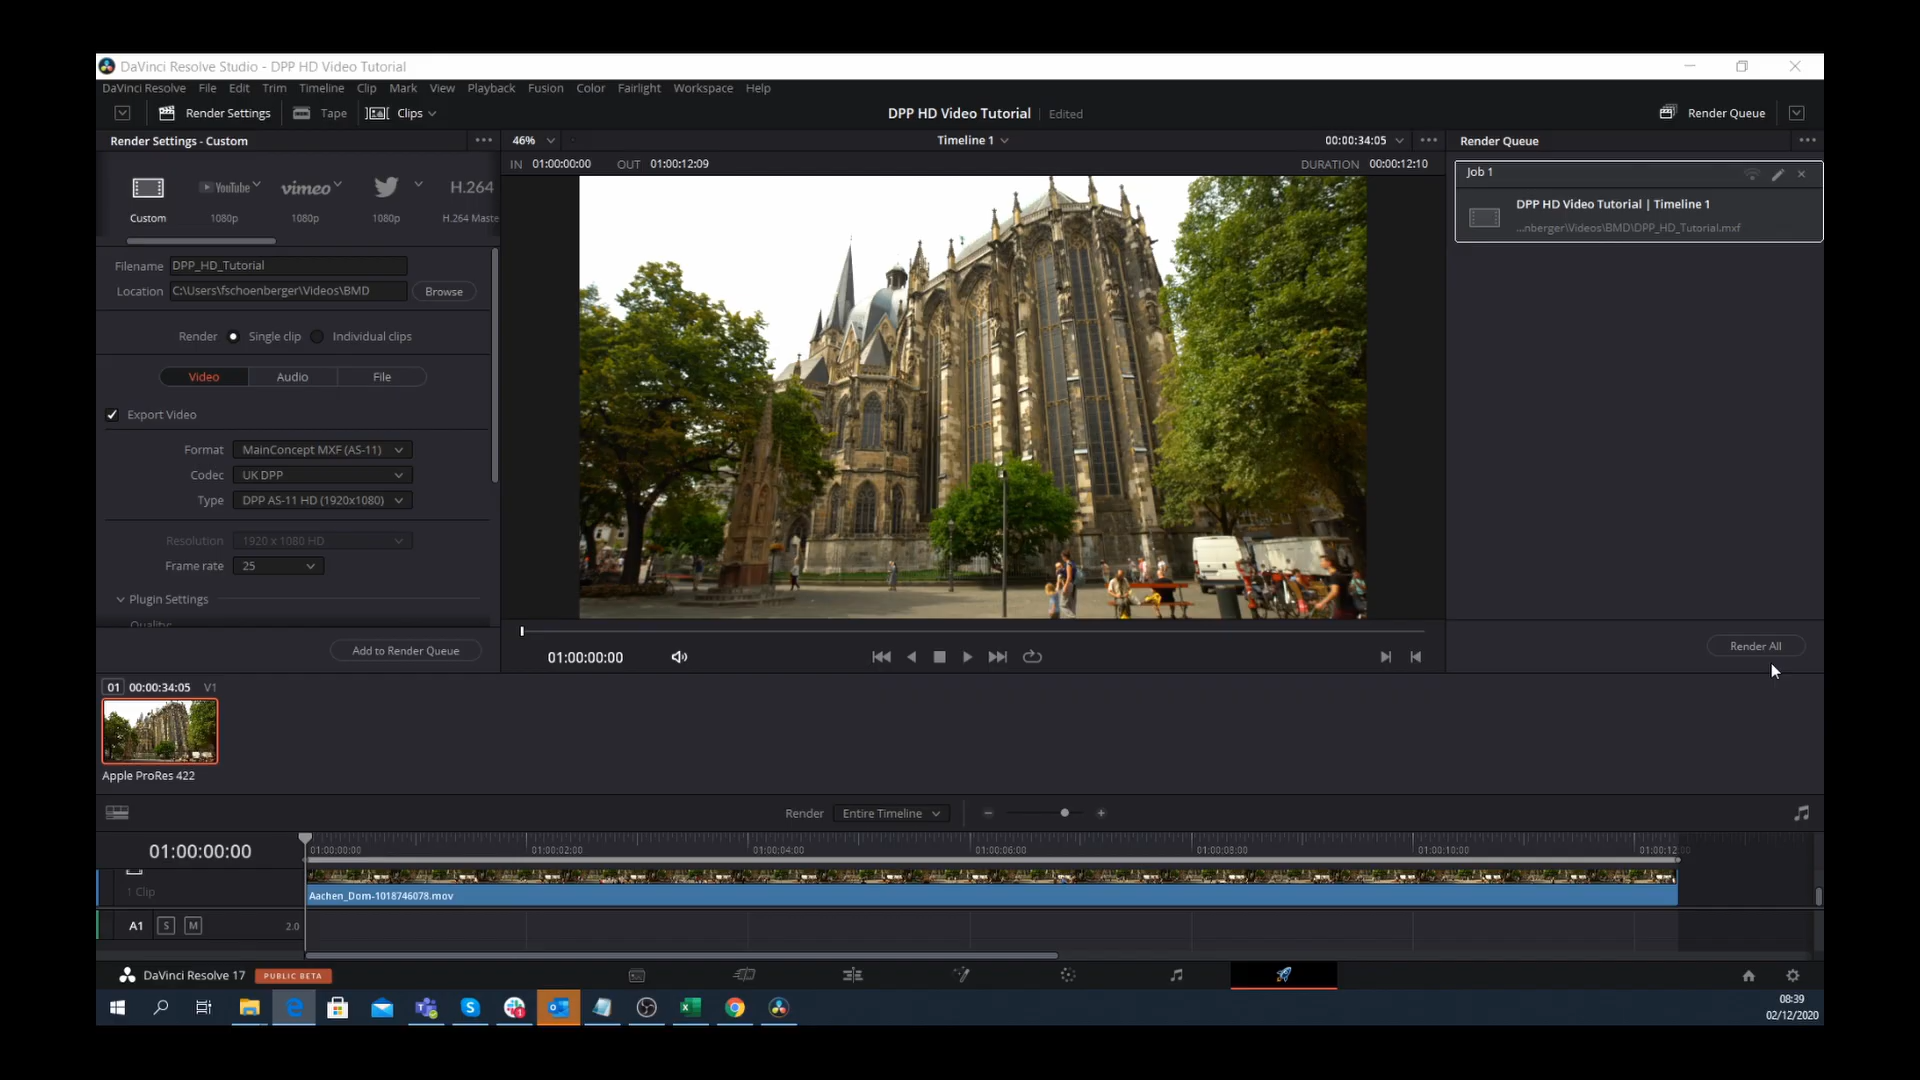 DaVinci Resolve Studio - DPP HD Video Tutorial
DaVinci Resolve File Edit Trim Timeline Clip Mark View Playback Fusion Color Fairlight Workspace Help
Render Settings Tape Clips DPP HD Video Tutorial Edited Render Queue
Render Settings - Custom 46% Timeline 1 00:00:34:05 Render Queue
IN 01:00:00:00 OUT 01:00:12:09 DURATION 00:00:12:10
Job 1
YouTube vimeo H.264
Custom 1080p 1080p 1080p H.264 Maste
DPP HD Video Tutorial | Timeline 1
...nberger\Videos\BMD\DPP_HD_Tutorial.mxf
Filename DPP_HD_Tutorial
Location C:\Users\fschoenberger\Videos\BMD Browse
Render Single clip Individual clips
Video Audio File
Export Video
Format MainConcept MXF (AS-11)
Codec UK DPP
Type DPP AS-11 HD (1920x1080)
Resolution 1920 x 1080 HD
Frame rate 25
Plugin Settings
Quality:
Add to Render Queue 01:00:00:00 Render All
01 00:00:34:05 V1
Apple ProRes 422
Render Entire Timeline
01:00:00:00 01:00:00:00 01:00:02:00 01:00:04:00 01:00:06:00 01:00:08:00 01:00:10:00 01:00:12:00
1 Clip Aachen_Dom-1018746078.mov
A1 S M 2.0
DaVinci Resolve 17 PUBLIC BETA
08:39
02/12/2020